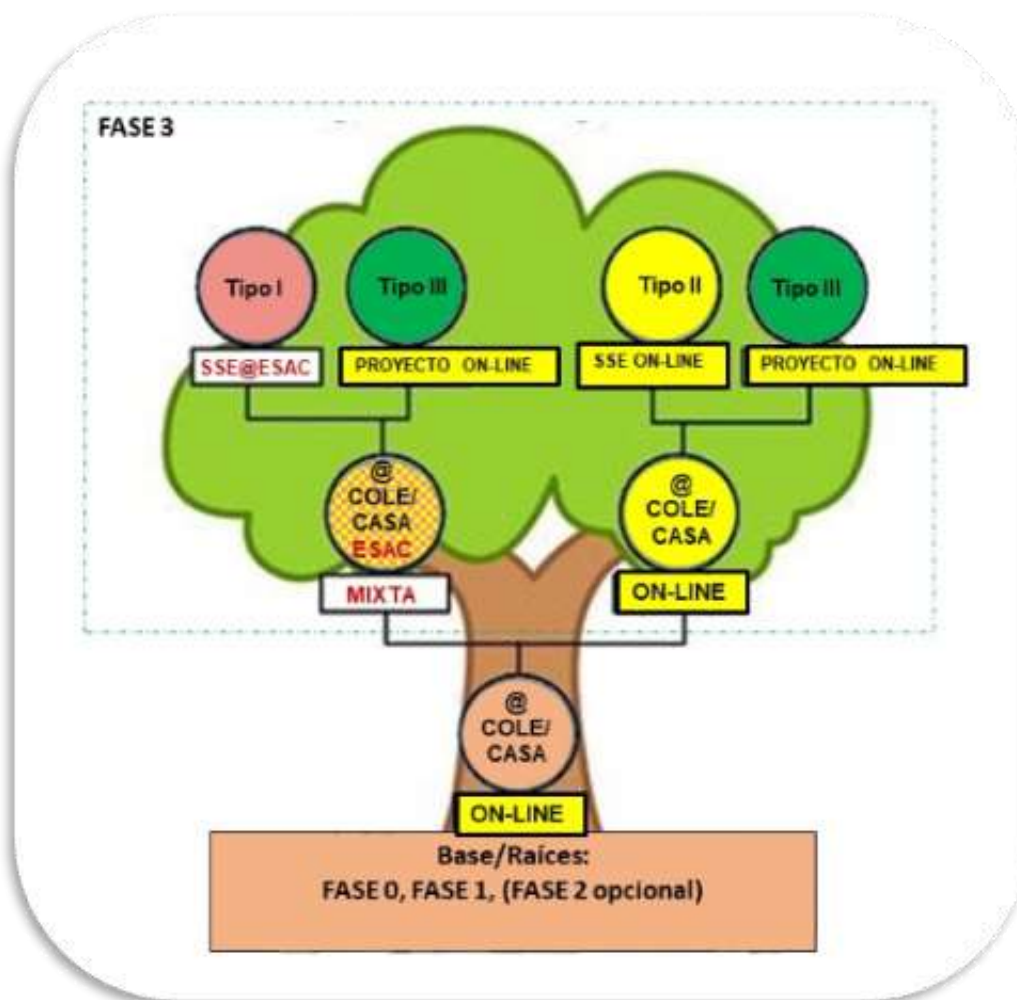 FASE 3
Tipo I
Tipo III
Tipo II
Tipo III
SSE@ESAC
PROYECTO ON-LINE
SSE ON-LINE
PROYECTO ON-LINE
@
COLE/
CASA
ESAC
MIXTA
@
COLE/
CASA
ON-LINE
@
COLE/
CASA
ON-LINE
Base/Raíces:
FASE 0, FASE 1, (FASE 2 opcional)